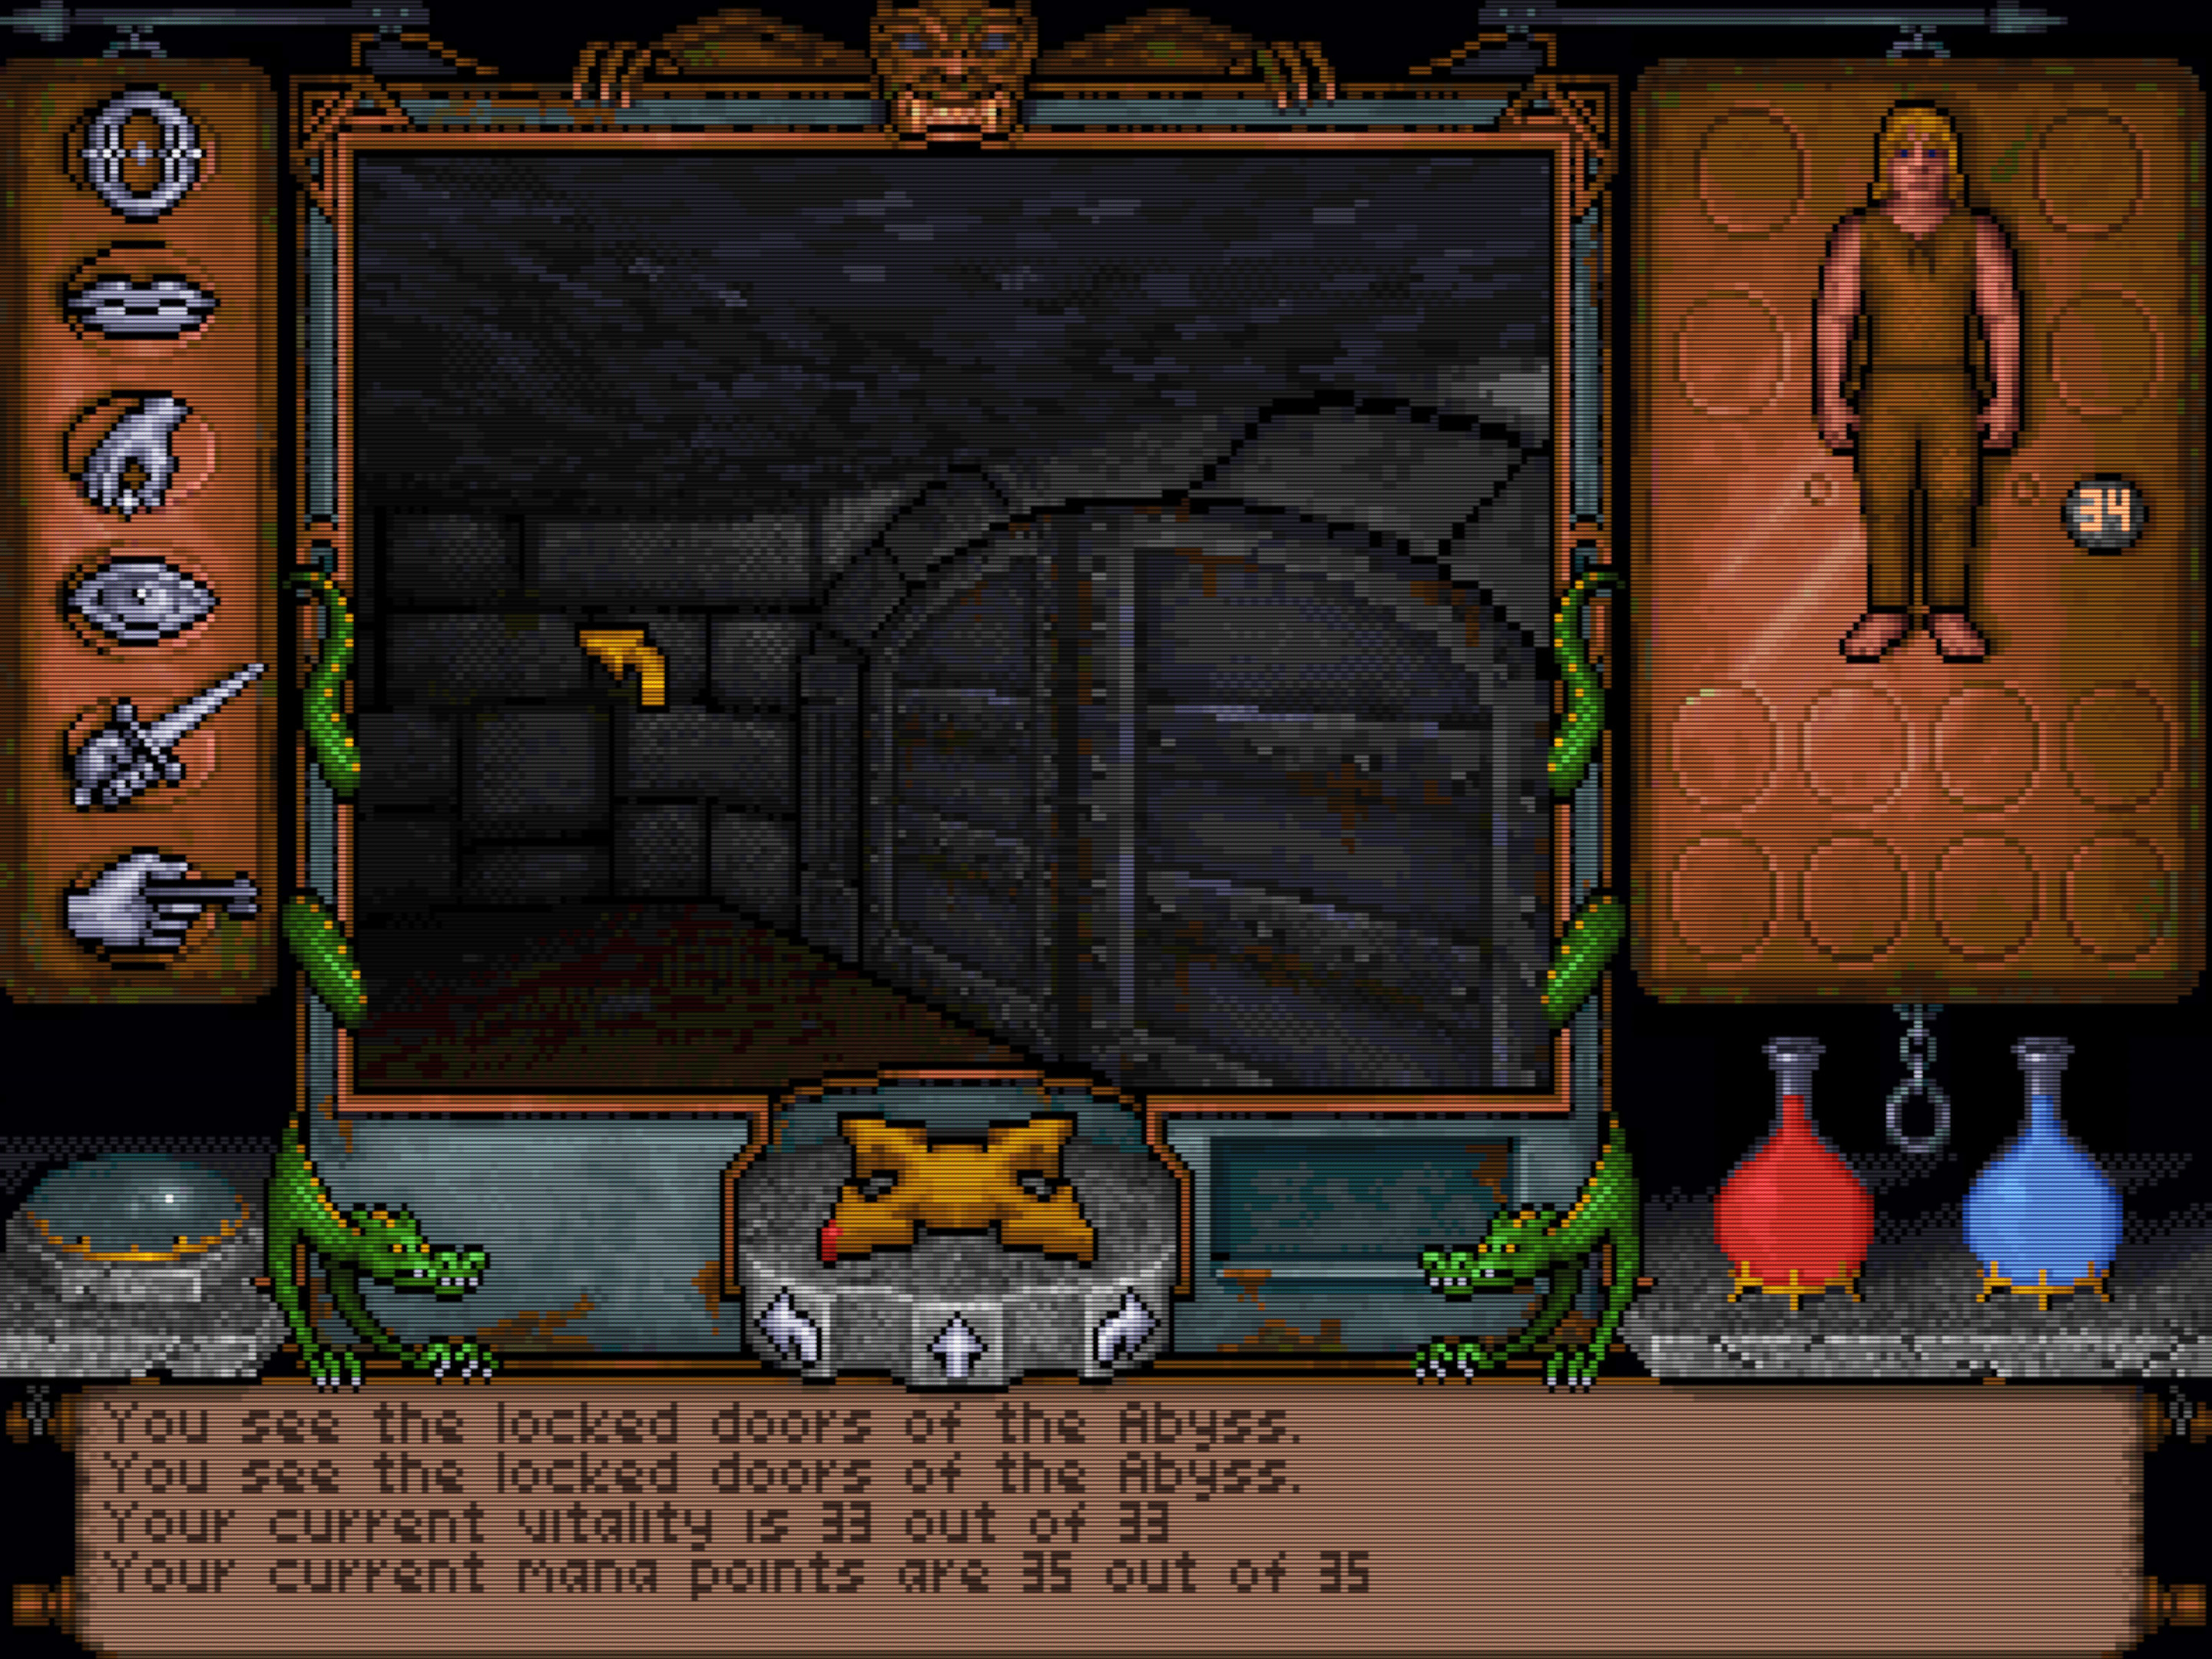 34
You see the locked doors of the Abyss.
You see the locked doors of the Abyss.
Your current vitality is 33 out of 33
Your current mana points are 35 out of 35